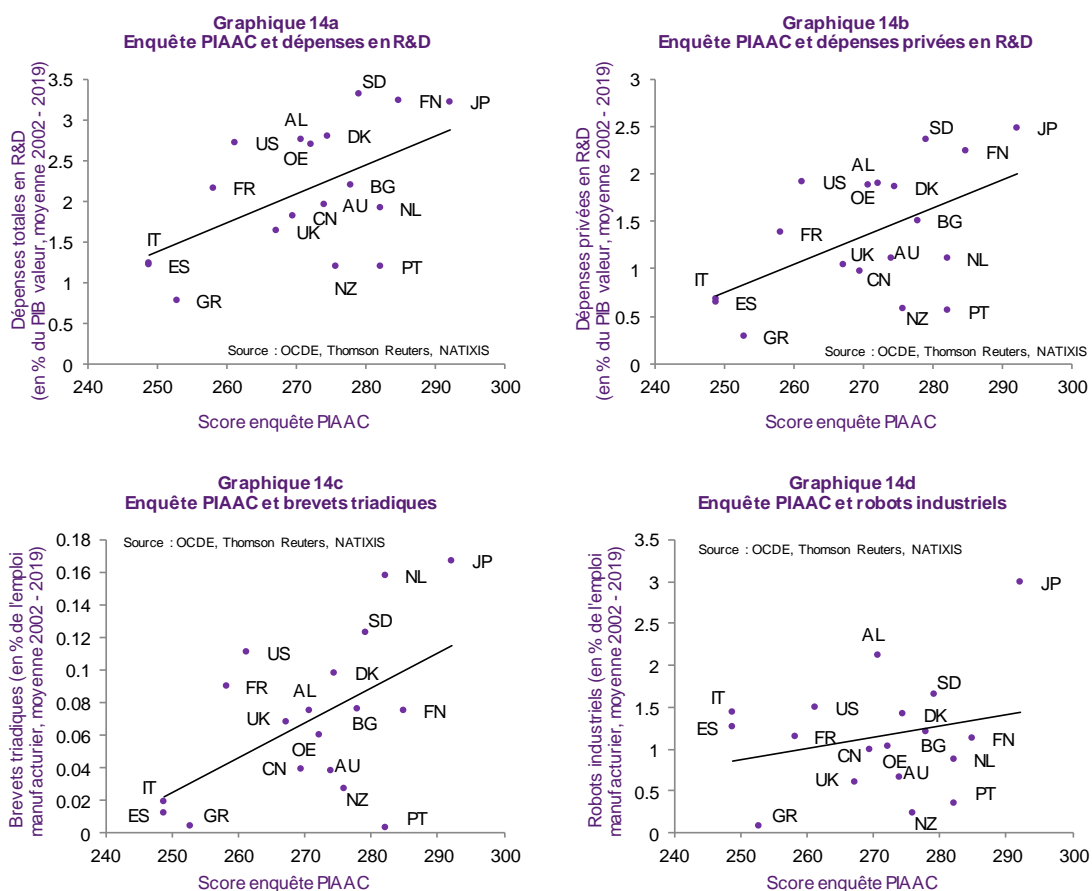 Graphique 14a
Enquête PIAAC et dépenses en R&D
Dépenses totales en R&D
(en % du PIB valeur, moyenne 2002 - 2019)
3.5
3
2.5
2
1.5
1
0.5
0
SD
FN
JP
AL
DK
US
OE
FR
BG
AU
NL
CN
UK
IT
ES
NZ
PT
GR
Source : OCDE, Thomson Reuters, NATIXIS
240 250 260 270 280 290 300
Score enquête PIAAC
Graphique 14b
Enquête PIAAC et dépenses privées en R&D
Dépenses privées en R&D
(en % du PIB valeur, moyenne 2002 - 2019)
3
2.5
2
1.5
1
0.5
0
SD
JP
FN
AL
US
OE
DK
BG
FR
UK
AU
NL
CN
IT
ES
NZ
PT
GR
Source : OCDE, Thomson Reuters, NATIXIS
240 250 260 270 280 290 300
Score enquête PIAAC
Graphique 14c
Enquête PIAAC et brevets triadiques
Brevets triadiques (en % de l'emploi
manufacturier, moyenne 2002 - 2019)
0.18
0.16
0.14
0.12
0.1
0.08
0.06
0.04
0.02
0
Source : OCDE, Thomson Reuters, NATIXIS
JP
NL
SD
US
DK
FR
AL
UK
BG
FN
OE
CN
AU
NZ
IT
ES
GR
PT
240 250 260 270 280 290 300
Score enquête PIAAC
Graphique 14d
Enquête PIAAC et robots industriels
Robots industriels (en % de l'emploi
manufacturier, moyenne 2002 - 2019)
4
3.5
3
2.5
2
1.5
1
0.5
0
Source : OCDE, Thomson Reuters, NATIXIS
JP
AL
SD
IT
US
DK
ES
FR
CN
OE
BG
FN
NL
UK
AU
PT
GR
NZ
240 250 260 270 280 290 300
Score enquête PIAAC